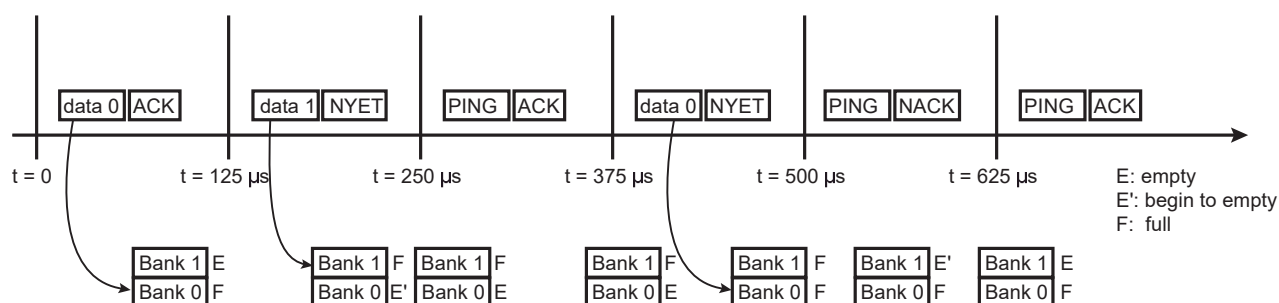 data 0 ACK data 1 NYET PING ACK data 0 NYET PING NACK PING ACK
t = 0 t = 125 µs t = 250 µs t = 375 µs t = 500 µs t = 625 µs
E: empty
E': begin to empty
F: full
Bank 1 E Bank 1 F Bank 1 F Bank 1 F Bank 1 F Bank 1 E' Bank 1 E
Bank 0 F Bank 0 E' Bank 0 E Bank 0 E Bank 0 F Bank 0 F Bank 0 F